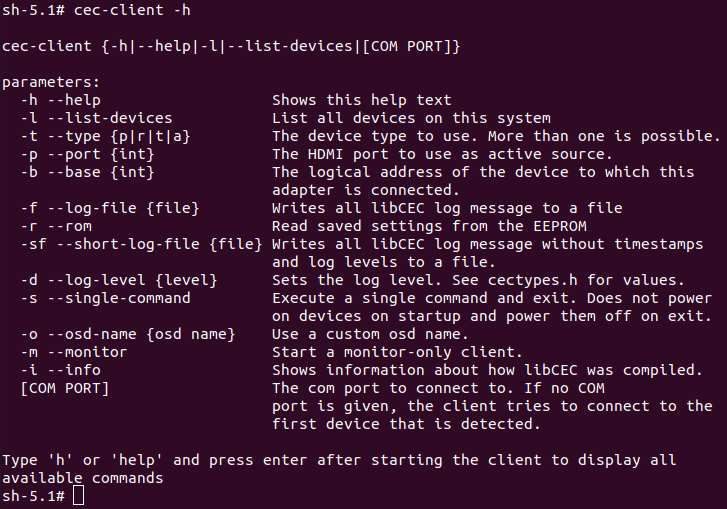 sh-5.1# cec-client -h
cec-client {-h|--help|-l|--list-devices|[COM PORT]}
parameters:
-h --help Shows this help text
-l --list-devices List all devices on this system
-t --type {p|r|t|a} The device type to use. More than one is possible.
-p --port {int} The HDMI port to use as active source.
-b --base {int} The logical address of the device to which this
adapter is connected.
-f --log-file {file} Writes all libCEC log message to a file
-r --rom Read saved settings from the EEPROM
-sf --short-log-file {file} Writes all libCEC log message without timestamps
and log levels to a file.
-d --log-level {level} Sets the log level. See cectypes.h for values.
-s --single-command Execute a single command and exit. Does not power
on devices on startup and power them off on exit.
-o --osd-name {osd name} Use a custom osd name.
-m --monitor Start a monitor-only client.
-i --info Shows information about how libCEC was compiled.
[COM PORT] The com port to connect to. If no COM
port is given, the client tries to connect to the
first device that is detected.
Type 'h' or 'help' and press enter after starting the client to display all
available commands
sh-5.1#